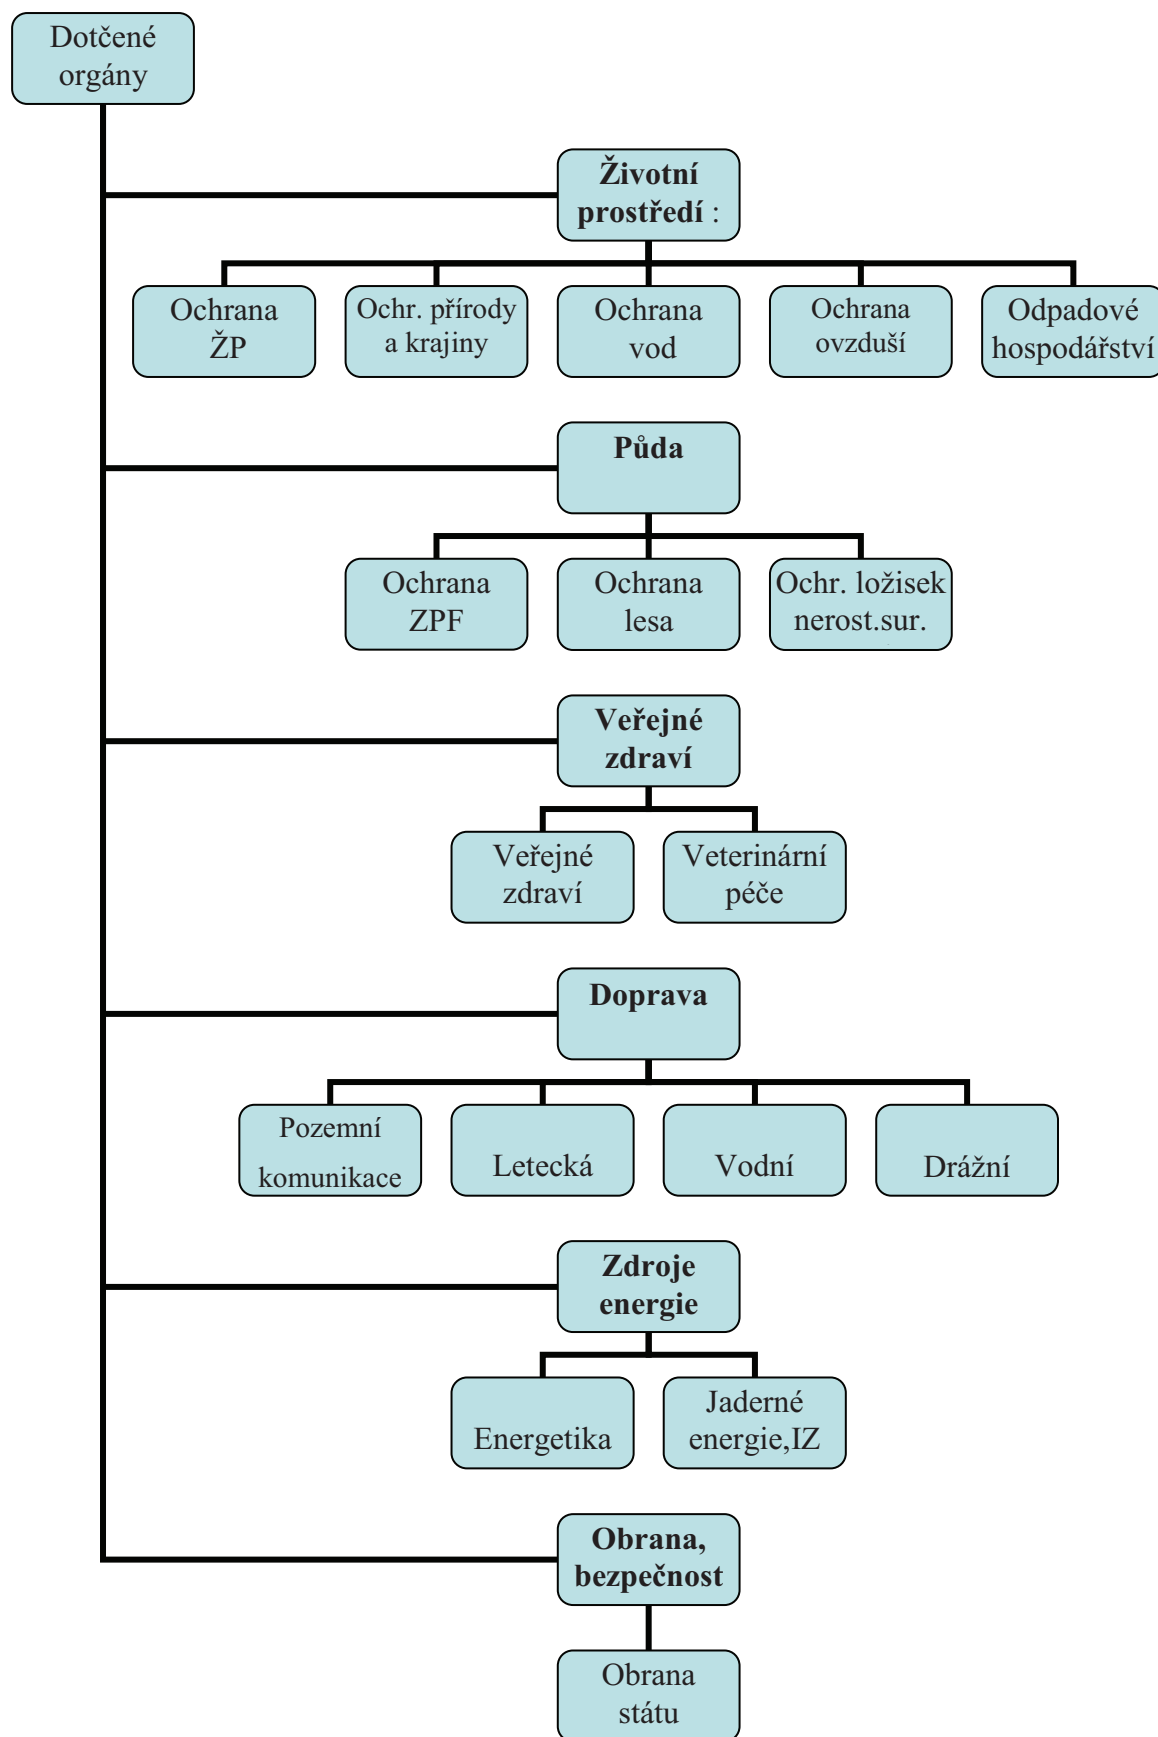 Dotčené
orgány
Životní
prostředí :
Ochrana
ŽP
Ochr. přírody
a krajiny
Ochrana
vod
Ochrana
ovzduší
Odpadové
hospodářství
Půda
Ochrana
ZPF
Ochrana
lesa
Ochr. ložisek
nerost.sur.
Veřejné
zdraví
Veřejné
zdraví
Veterinární
péče
Doprava
Pozemní
komunikace
Letecká
Vodní
Drážní
Zdroje
energie
Energetika
Jaderné
energie,IZ
Obrana,
bezpečnost
Obrana
státu